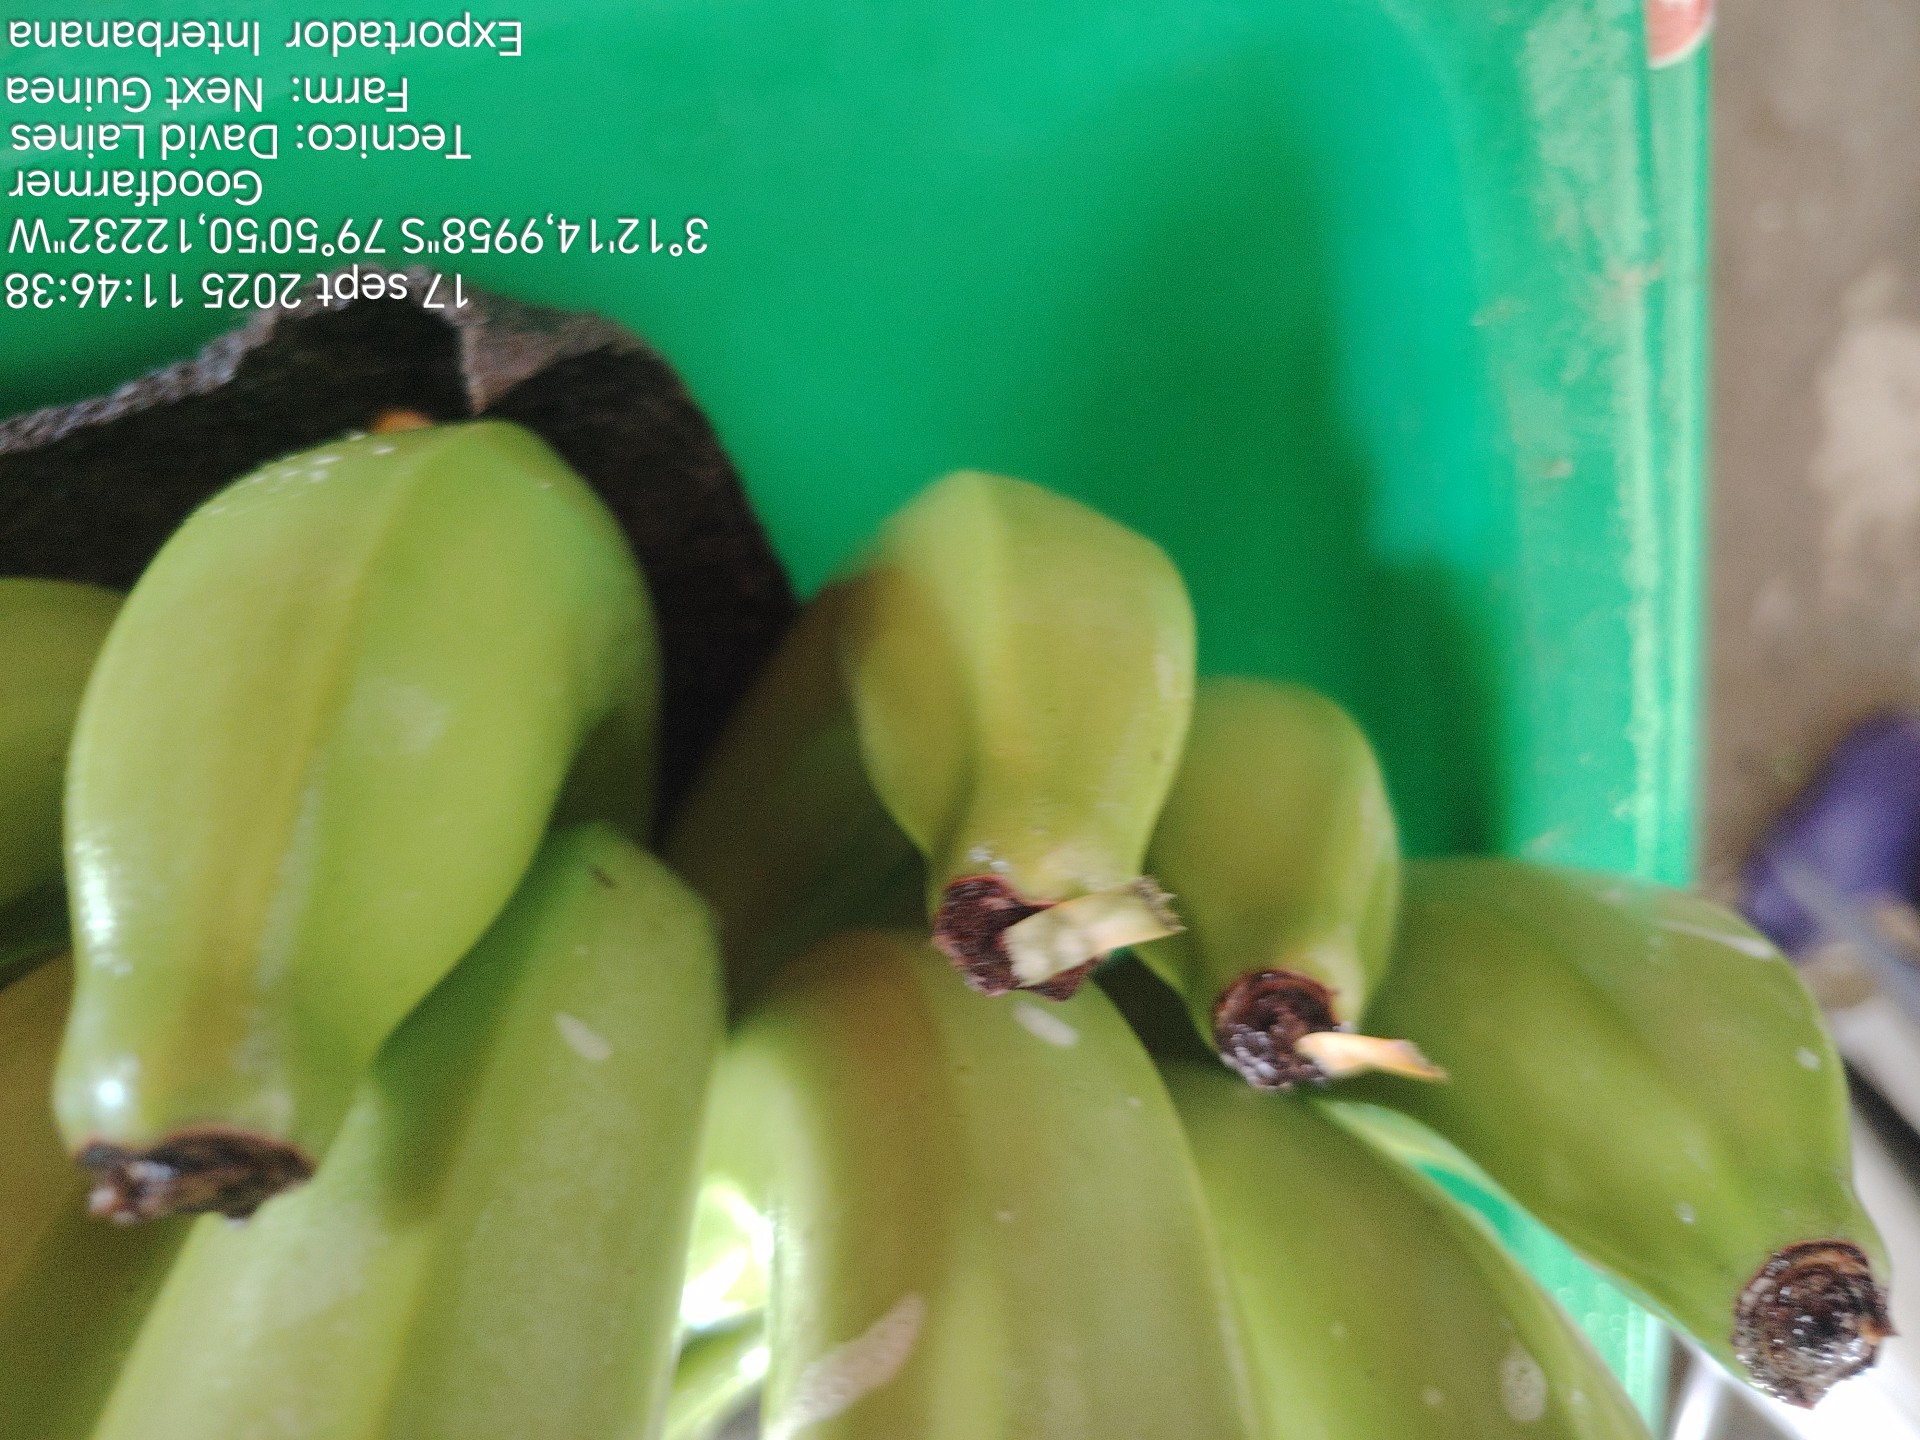 17 sept 2025 11:46:38
3°12'14,9958"S 79°50'50,12232"W
Goodfarmer
Tecnico: David Laines
Farm:  Next Guinea
Exportador  Interbanana